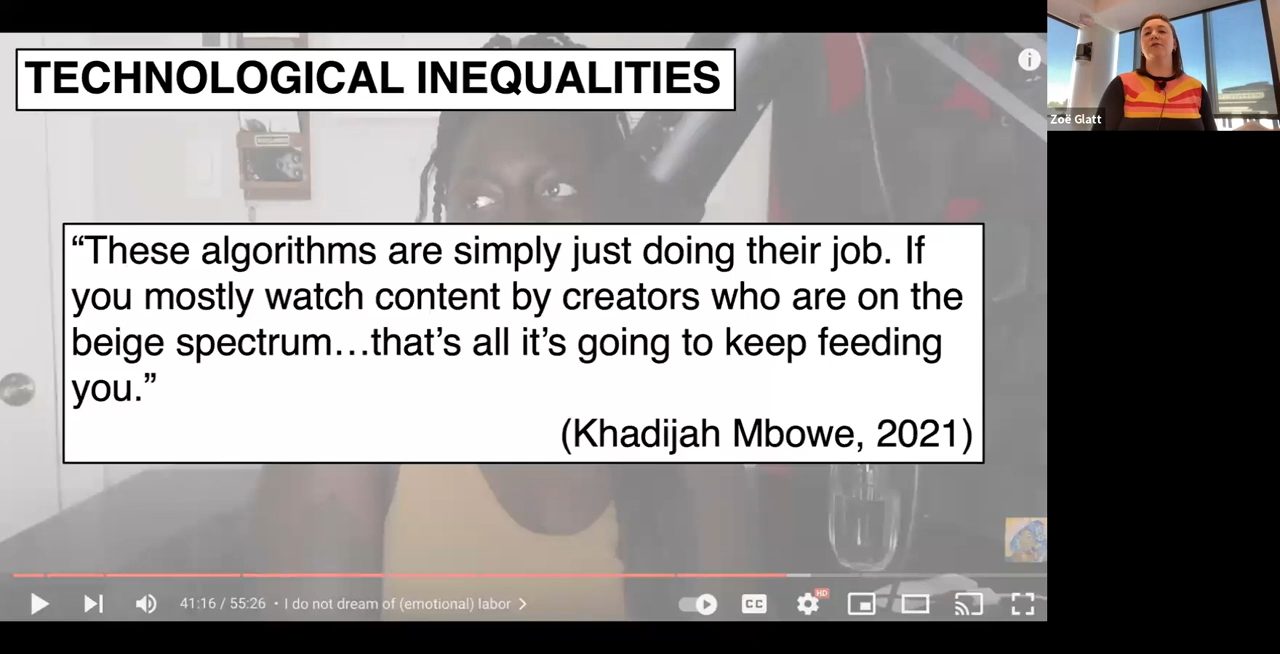 TECHNOLOGICAL INEQUALITIES
“These algorithms are simply just doing their job. If
you mostly watch content by creators who are on the
beige spectrum…that’s all it’s going to keep feeding
you.”
(Khadijah Mbowe, 2021)
41:16 / 55:26 • I do not dream of (emotional) labor
CC
HD
Zoë Glatt